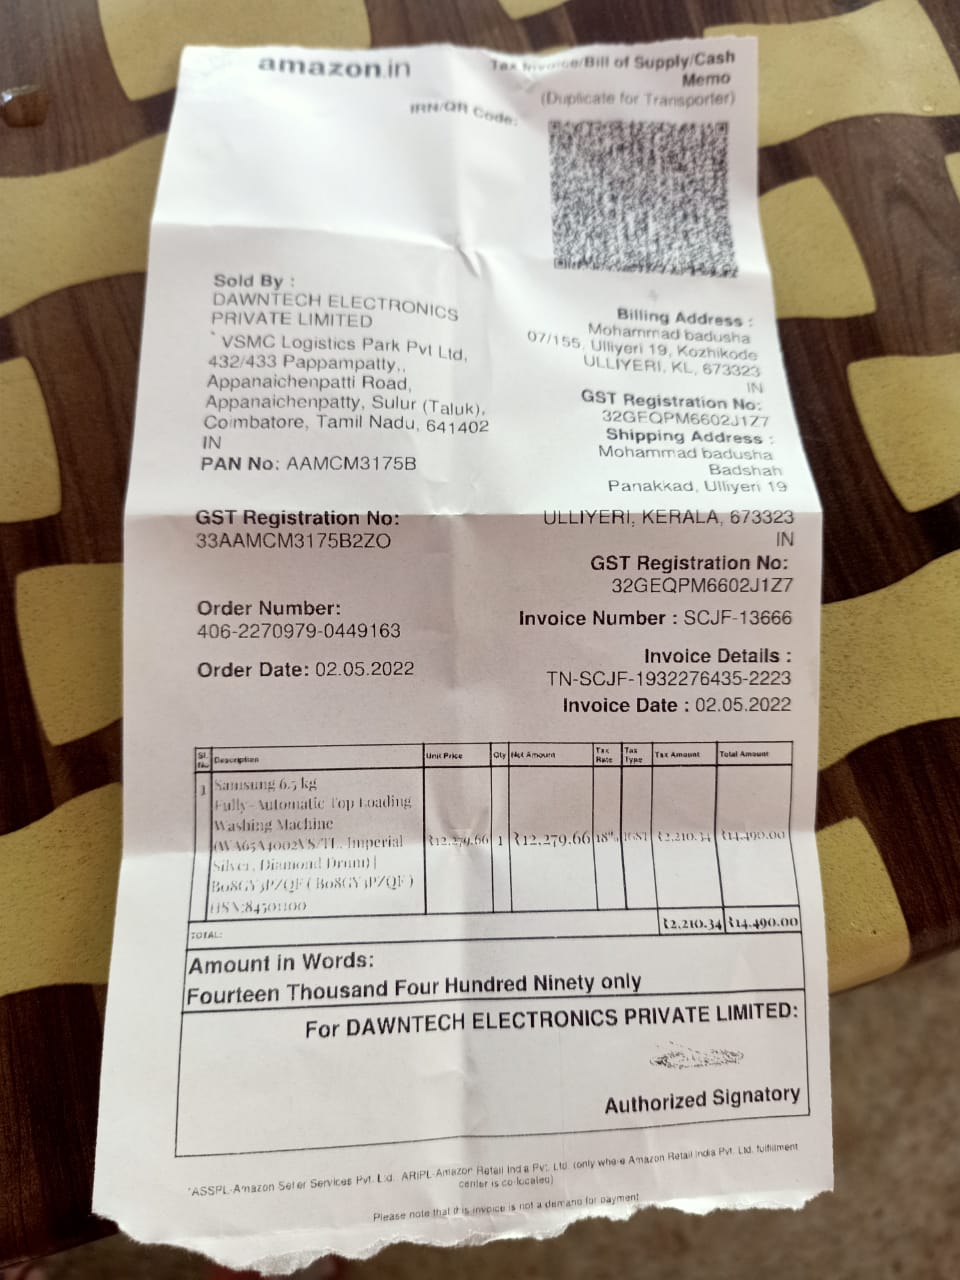 amazon.in
Tax Invoice/Bill of Supply/Cash
Memo
(Duplicate for Transporter)
IRN/QR Code:
Sold By :
DAWNTECH ELECTRONICS
PRIVATE LIMITED
* VSMC Logistics Park Pvt Ltd,
432/433 Pappampatty,,
Appanaichenpatti Road,
Appanaichenpatty, Sulur (Taluk),
Coimbatore, Tamil Nadu, 641402
IN
PAN No: AAMCM3175B
GST Registration No:
33AAMCM3175B2ZO
Order Number:
406-2270979-0449163
Order Date: 02.05.2022
Billing Address :
Mohammad badusha
07/155, Ulliyeri 19, Kozhikode
ULLIYERI, KL, 673323
IN
GST Registration No:
32GEQPM6602J1Z7
Shipping Address :
Mohammad badusha
Badshah
Panakkad, Ulliyeri 19
ULLIYERI, KERALA, 673323
IN
GST Registration No:
32GEQPM6602J1Z7
Invoice Number : SCJF-13666
Invoice Details :
TN-SCJF-1932276435-2223
Invoice Date : 02.05.2022
Sl. No Description Unit Price Qty Net Amount Tax Rate Tax Type Tax Amount Total Amount
1 Samsung 6.5 kg
Fully-Automatic Top Loading
Washing Machine
(WA65A4002VS/TL, Imperial
Silver, Diamond Drum) |
B08GY3PZQF ( B08GY3PZQF )
HSN:84501100
₹12,279.66 1 ₹12,279.66 18% IGST ₹2,210.34 ₹14,490.00
TOTAL: ₹2,210.34 ₹14,490.00
Amount in Words:
Fourteen Thousand Four Hundred Ninety only
For DAWNTECH ELECTRONICS PRIVATE LIMITED:
Authorized Signatory
*ASSPL-Amazon Seller Services Pvt. Ltd. ARIPL-Amazon Retail India Pvt. Ltd. (only where Amazon Retail India Pvt. Ltd. fulfillment
center is co-located)
Please note that this invoice is not a demand for payment